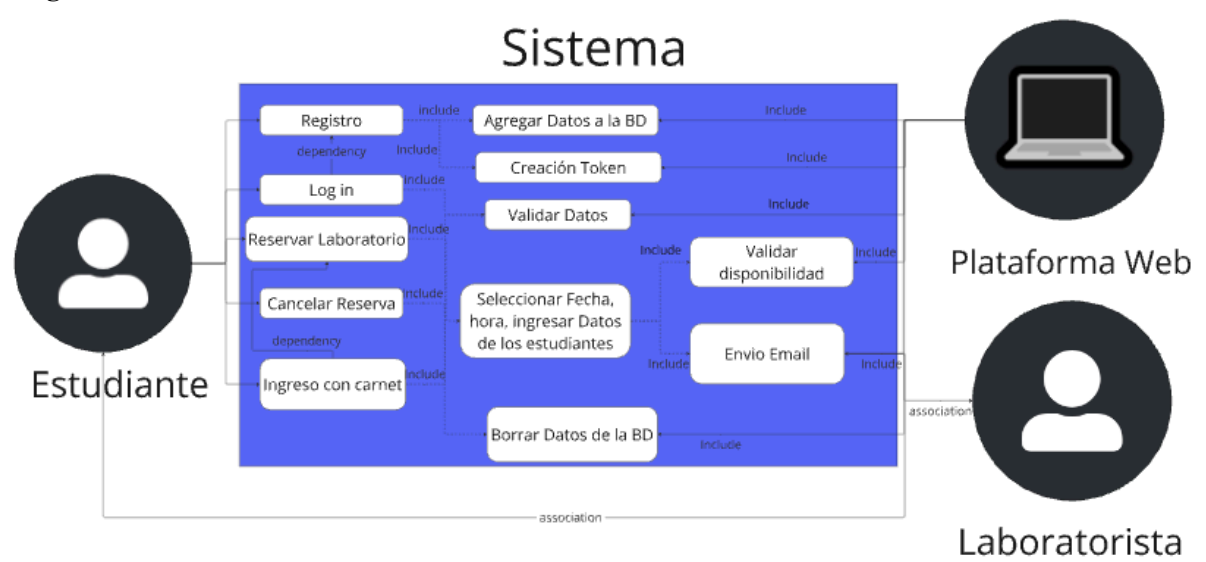 Sistema
Registro
include
Agregar Datos a la BD
Include
dependency
Include
Creación Token
Include
Log in
Include
Validar Datos
Include
Reservar Laboratorio
Include
Include
Validar
disponibilidad
Include
Plataforma Web
Cancelar Reserva
Include
Seleccionar Fecha,
hora, ingresar Datos
de los estudiantes
dependency
Envio Email
Include
Include
Estudiante
Ingreso con carnet
Include
association
Borrar Datos de la BD
Include
association
Laboratorista